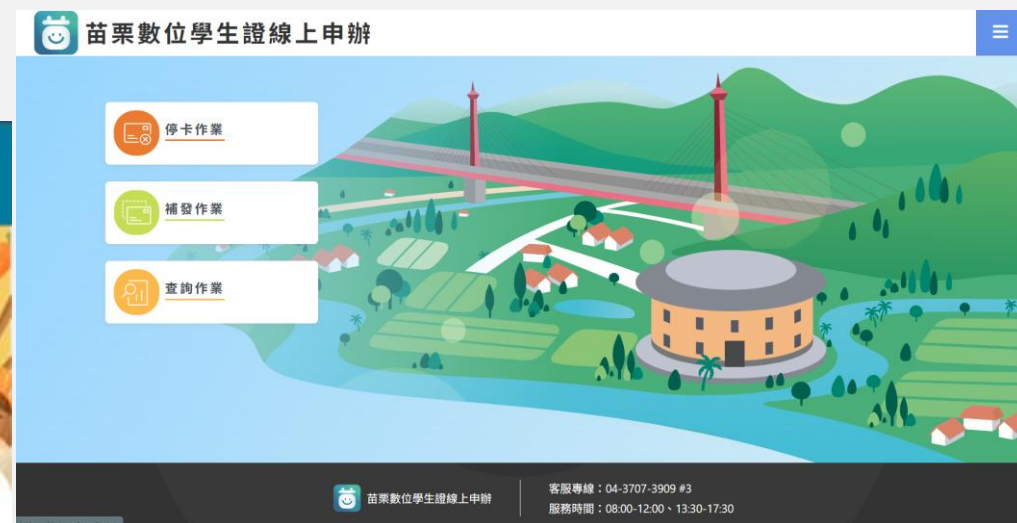 苗栗數位學生證線上申辦
停卡作業
補發作業
查詢作業
苗栗數位學生證線上申辦
客服專線：04-3707-3909 #3
服務時間：08:00-12:00、13:30-17:30